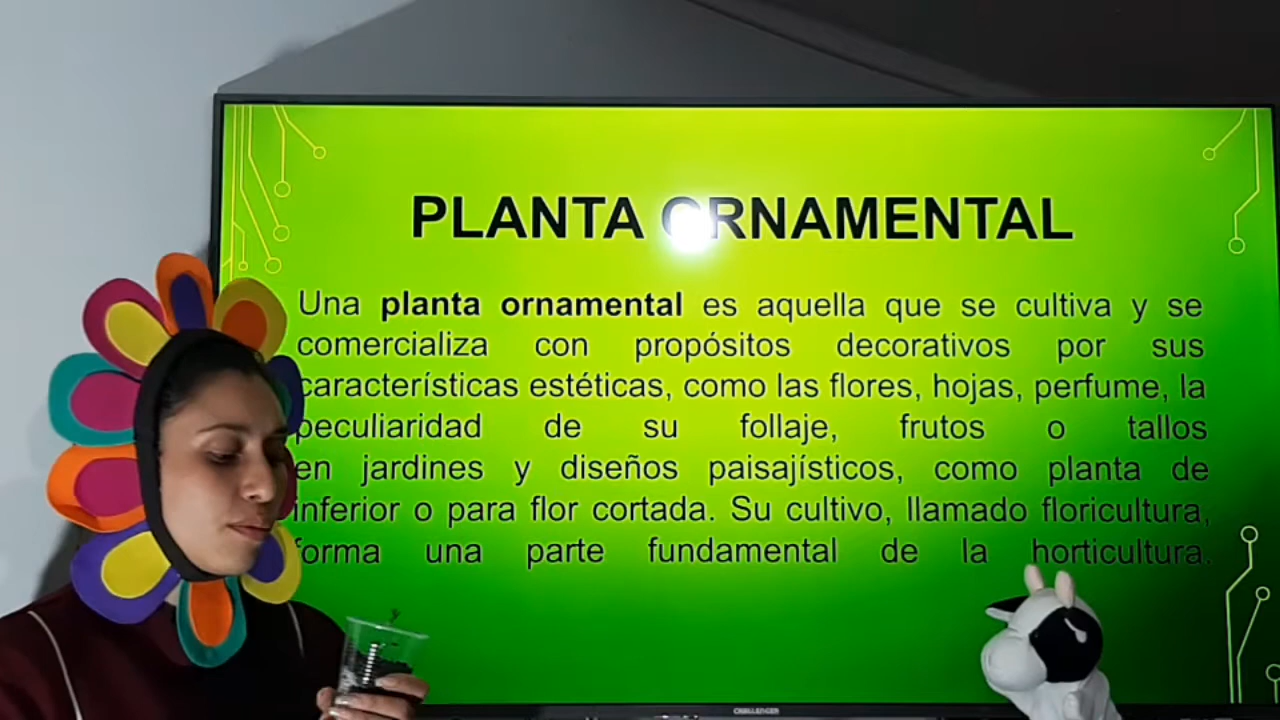 PLANTA ORNAMENTAL
Una planta ornamental es aquella que se cultiva y se
comercializa con propósitos decorativos por sus
características estéticas, como las flores, hojas, perfume, la
peculiaridad de su follaje, frutos o tallos
en jardines y diseños paisajísticos, como planta de
inferior o para flor cortada. Su cultivo, llamado floricultura,
forma una parte fundamental de la horticultura.
CHALLENGER